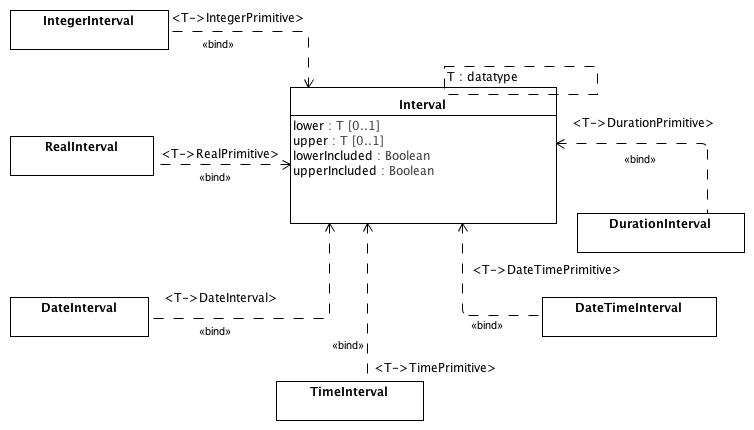 IntegerInterval
<T->IntegerPrimitive>
«bind»
T : datatype
Interval
lower : T [0..1]
upper : T [0..1]
lowerIncluded : Boolean
upperIncluded : Boolean
<T->DurationPrimitive>
«bind»
RealInterval
<T->RealPrimitive>
«bind»
DurationInterval
<T->DateTimePrimitive>
DateInterval
<T->DateInterval>
«bind»
DateTimeInterval
«bind»
«bind»
<T->TimePrimitive>
TimeInterval